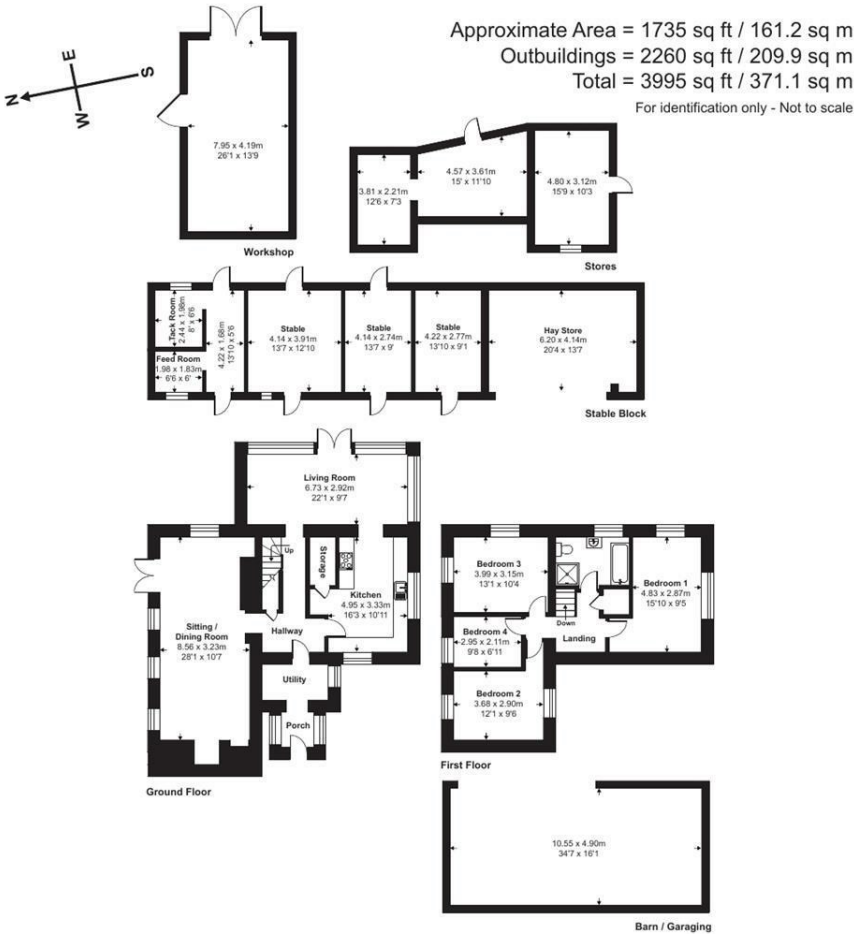 Approximate Area = 1735 sq ft / 161.2 sq m
Outbuildings = 2260 sq ft / 209.9 sq m
Total = 3995 sq ft / 371.1 sq m
For identification only - Not to scale
N
E
S
W
7.95 x 4.19m
26'1 x 13'9
Workshop
3.81 x 2.21m
12'6 x 7'3
4.57 x 3.61m
15' x 11'10
4.80 x 3.12m
15'9 x 10'3
Stores
Tack Room
2.44 x 1.98m
8' x 6'6
Feed Room
1.98 x 1.83m
6'6 x 6'
4.22 x 1.68m
13'10 x 5'6
Stable
4.14 x 3.91m
13'7 x 12'10
Stable
4.14 x 2.74m
13'7 x 9'
Stable
4.22 x 2.77m
13'10 x 9'1
Hay Store
6.20 x 4.14m
20'4 x 13'7
Stable Block
Living Room
6.73 x 2.92m
22'1 x 9'7
Up
Storage
Kitchen
4.95 x 3.33m
16'3 x 10'11
Sitting /
Dining Room
8.56 x 3.23m
28'1 x 10'7
Hallway
Utility
Porch
Ground Floor
Bedroom 3
3.99 x 3.15m
13'1 x 10'4
Bedroom 1
4.83 x 2.87m
15'10 x 9'5
Down
Landing
Bedroom 4
2.95 x 2.11m
9'8 x 6'11
Bedroom 2
3.68 x 2.90m
12'1 x 9'6
First Floor
10.55 x 4.90m
34'7 x 16'1
Barn / Garaging